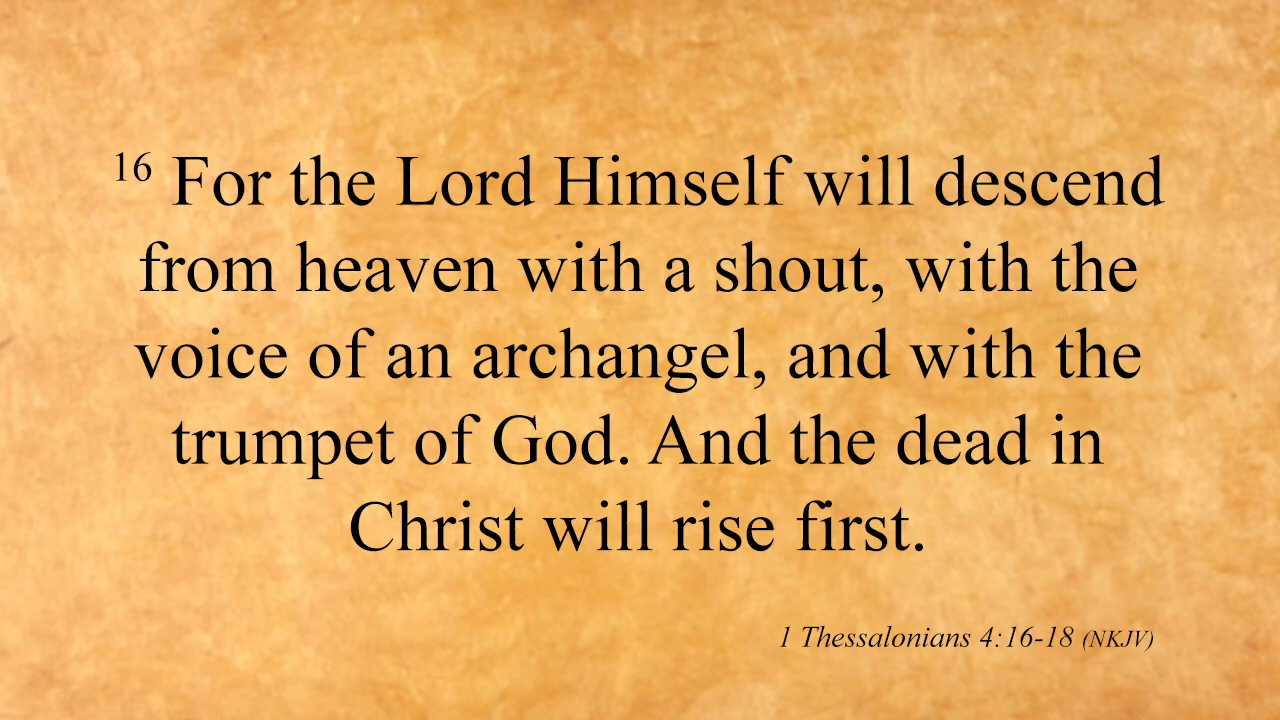 16 For the Lord Himself will descend
from heaven with a shout, with the
voice of an archangel, and with the
trumpet of God. And the dead in
Christ will rise first.
1 Thessalonians 4:16-18 (NKJV)